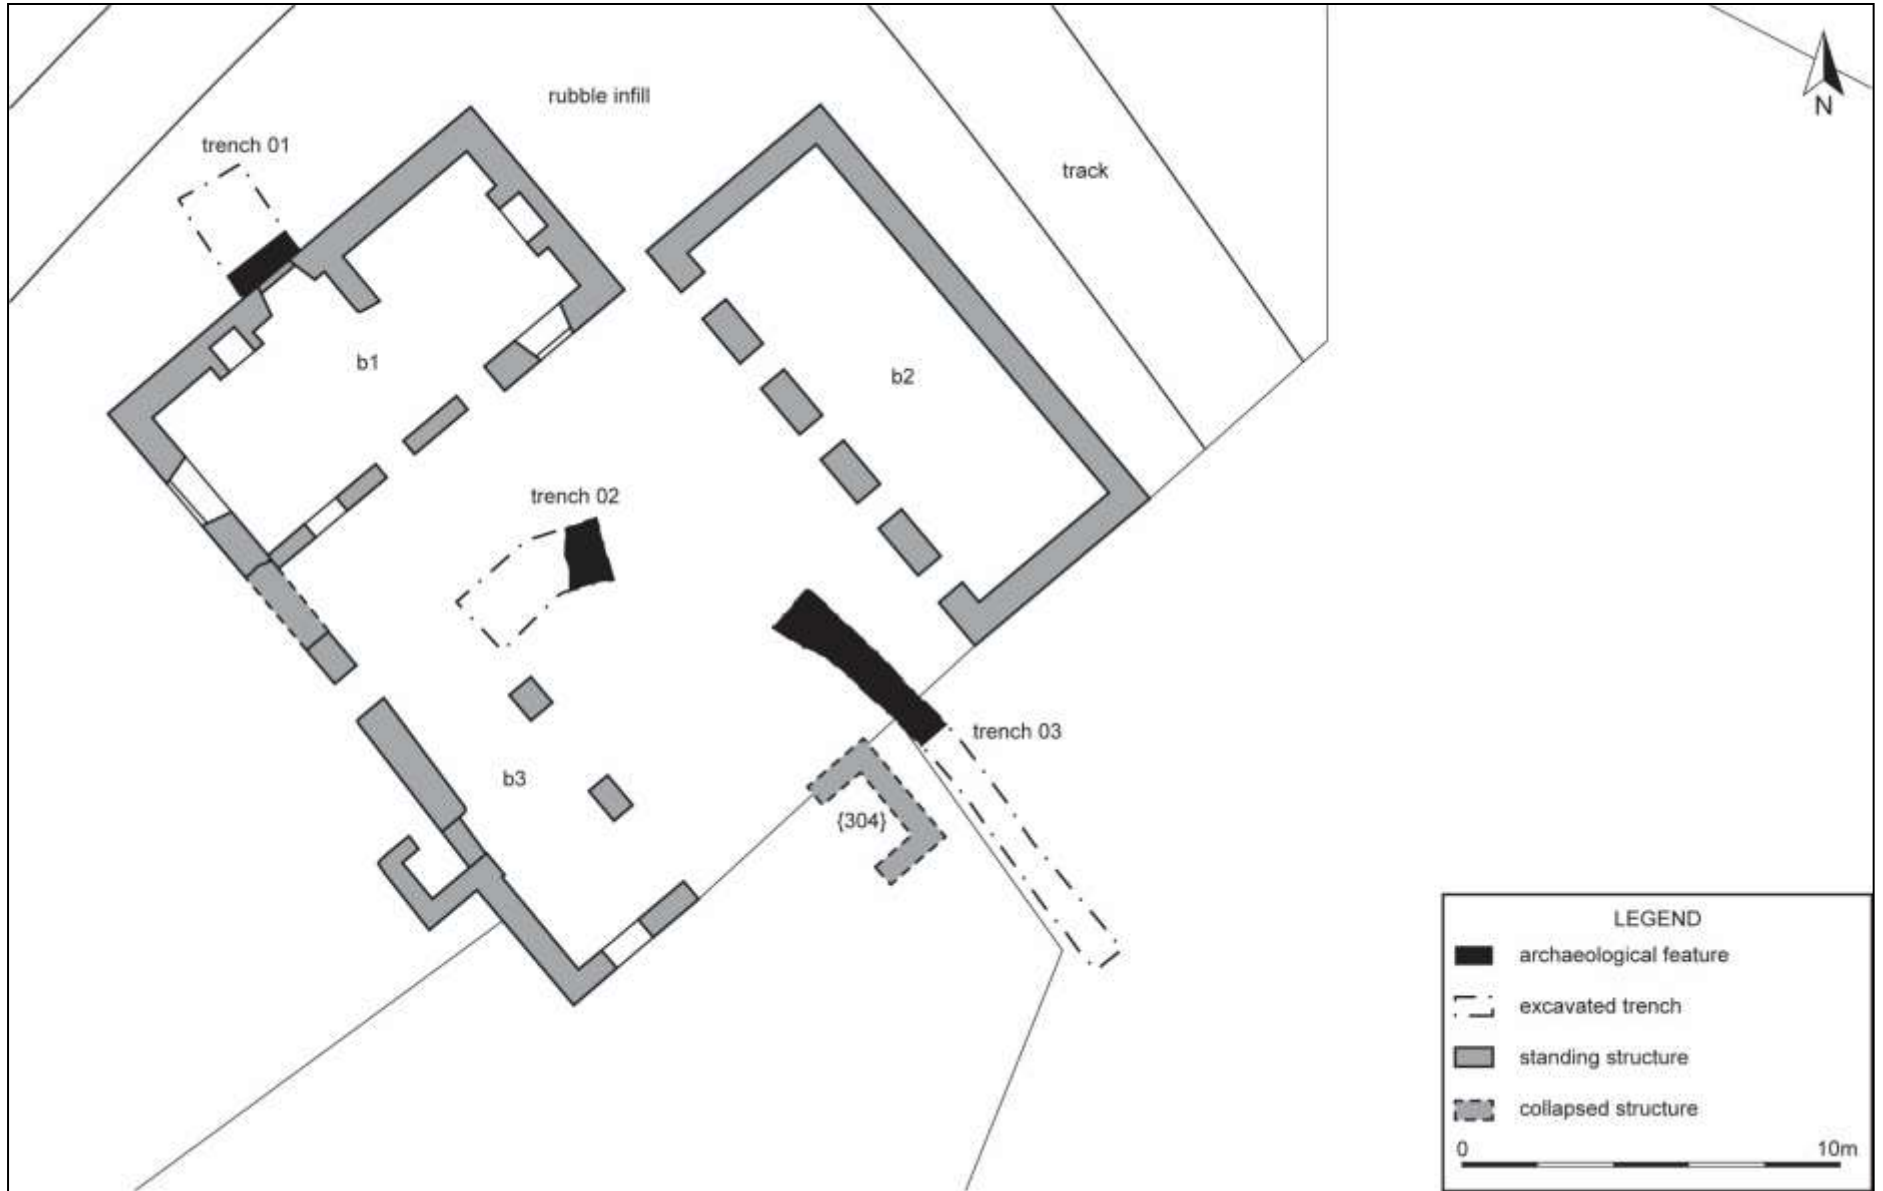 rubble infill
N
trench 01
track
b1
b2
trench 02
trench 03
b3
{304}
LEGEND
archaeological feature
excavated trench
standing structure
collapsed structure
0 10m